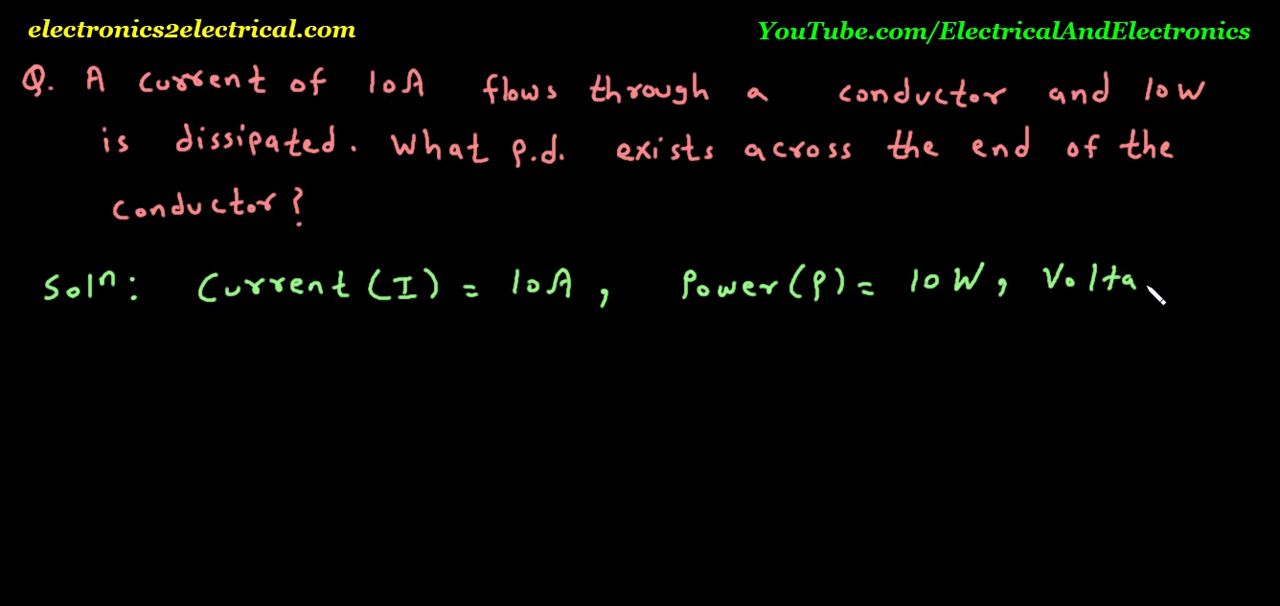 electronics2electrical.com
YouTube.com/ElectricalAndElectronics
Q. A current of 10A flows through a conductor and 10W
is dissipated. What p.d. exists across the end of the
conductor?
Solⁿ: Current (I) = 10A, Power (P) = 10W, Volta